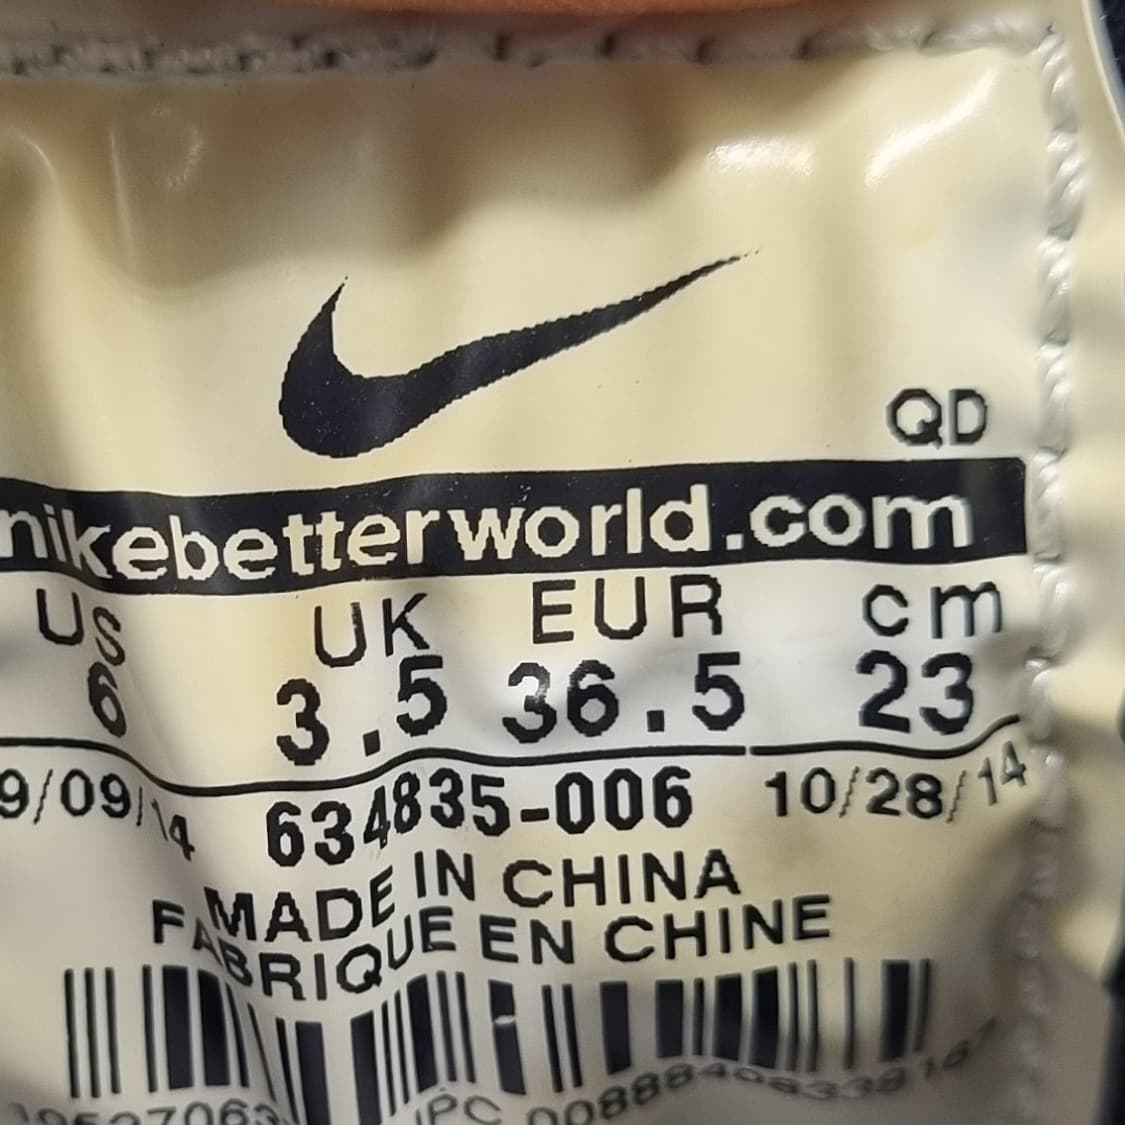 QD
nikebetterworld.com
US UK EUR cm
6 3.5 36.5 23
9/09/14 634835-006 10/28/14
MADE IN CHINA
FABRIQUE EN CHINE